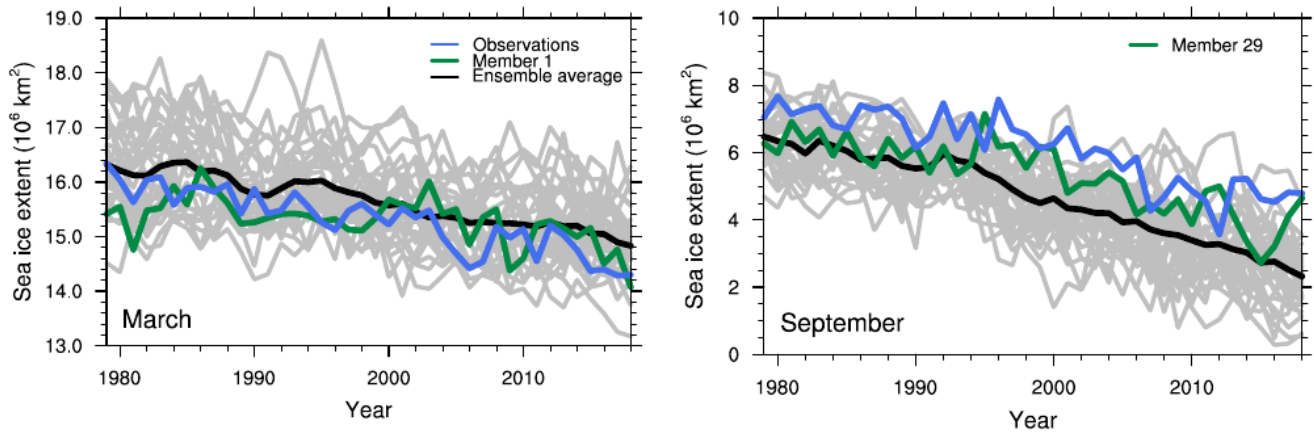 19.0
18.0
17.0
16.0
15.0
14.0
13.0
Sea ice extent (10⁶ km²)
Observations
Member 1
Ensemble average
March
1980 1990 2000 2010
Year
10
8
6
4
2
0
Sea ice extent (10⁶ km²)
Member 29
September
1980 1990 2000 2010
Year